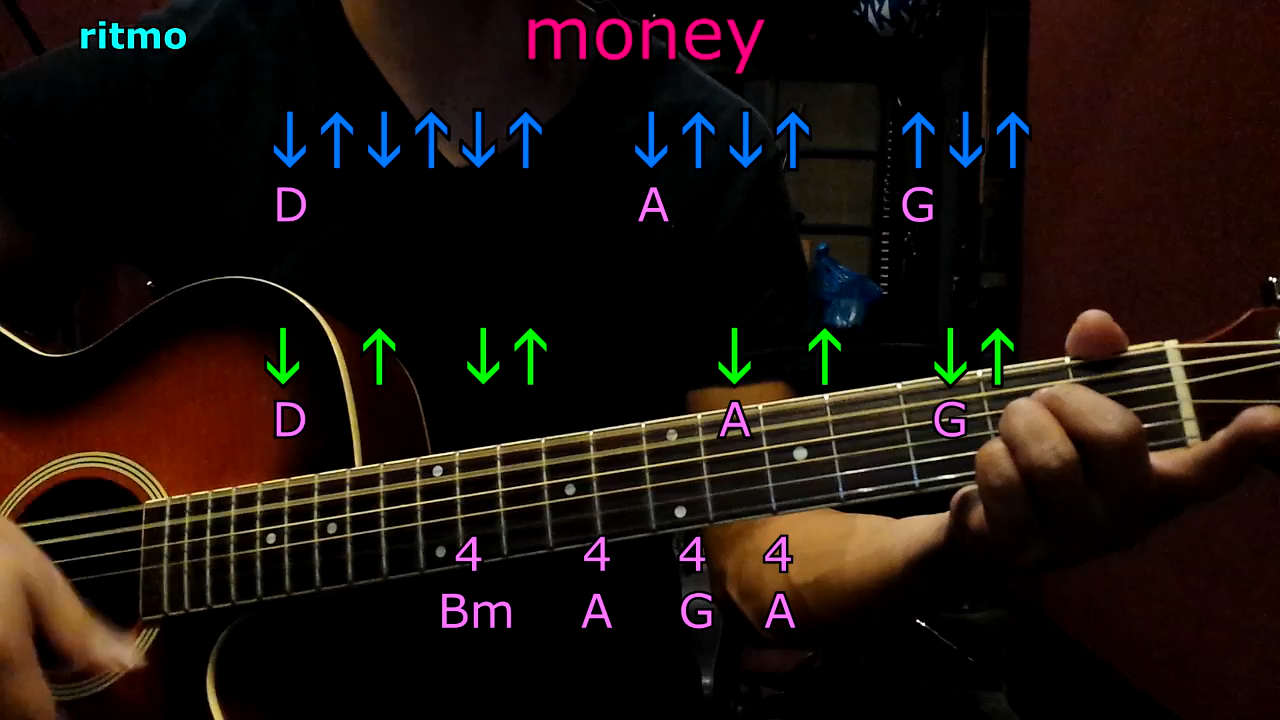 ritmo
money
↓↑↓↑↓↑ ↓↑↓↑ ↑↓↑
D A G
↓ ↑ ↓↑ ↓ ↑ ↓↑
D A G
4 4 4 4
Bm A G A